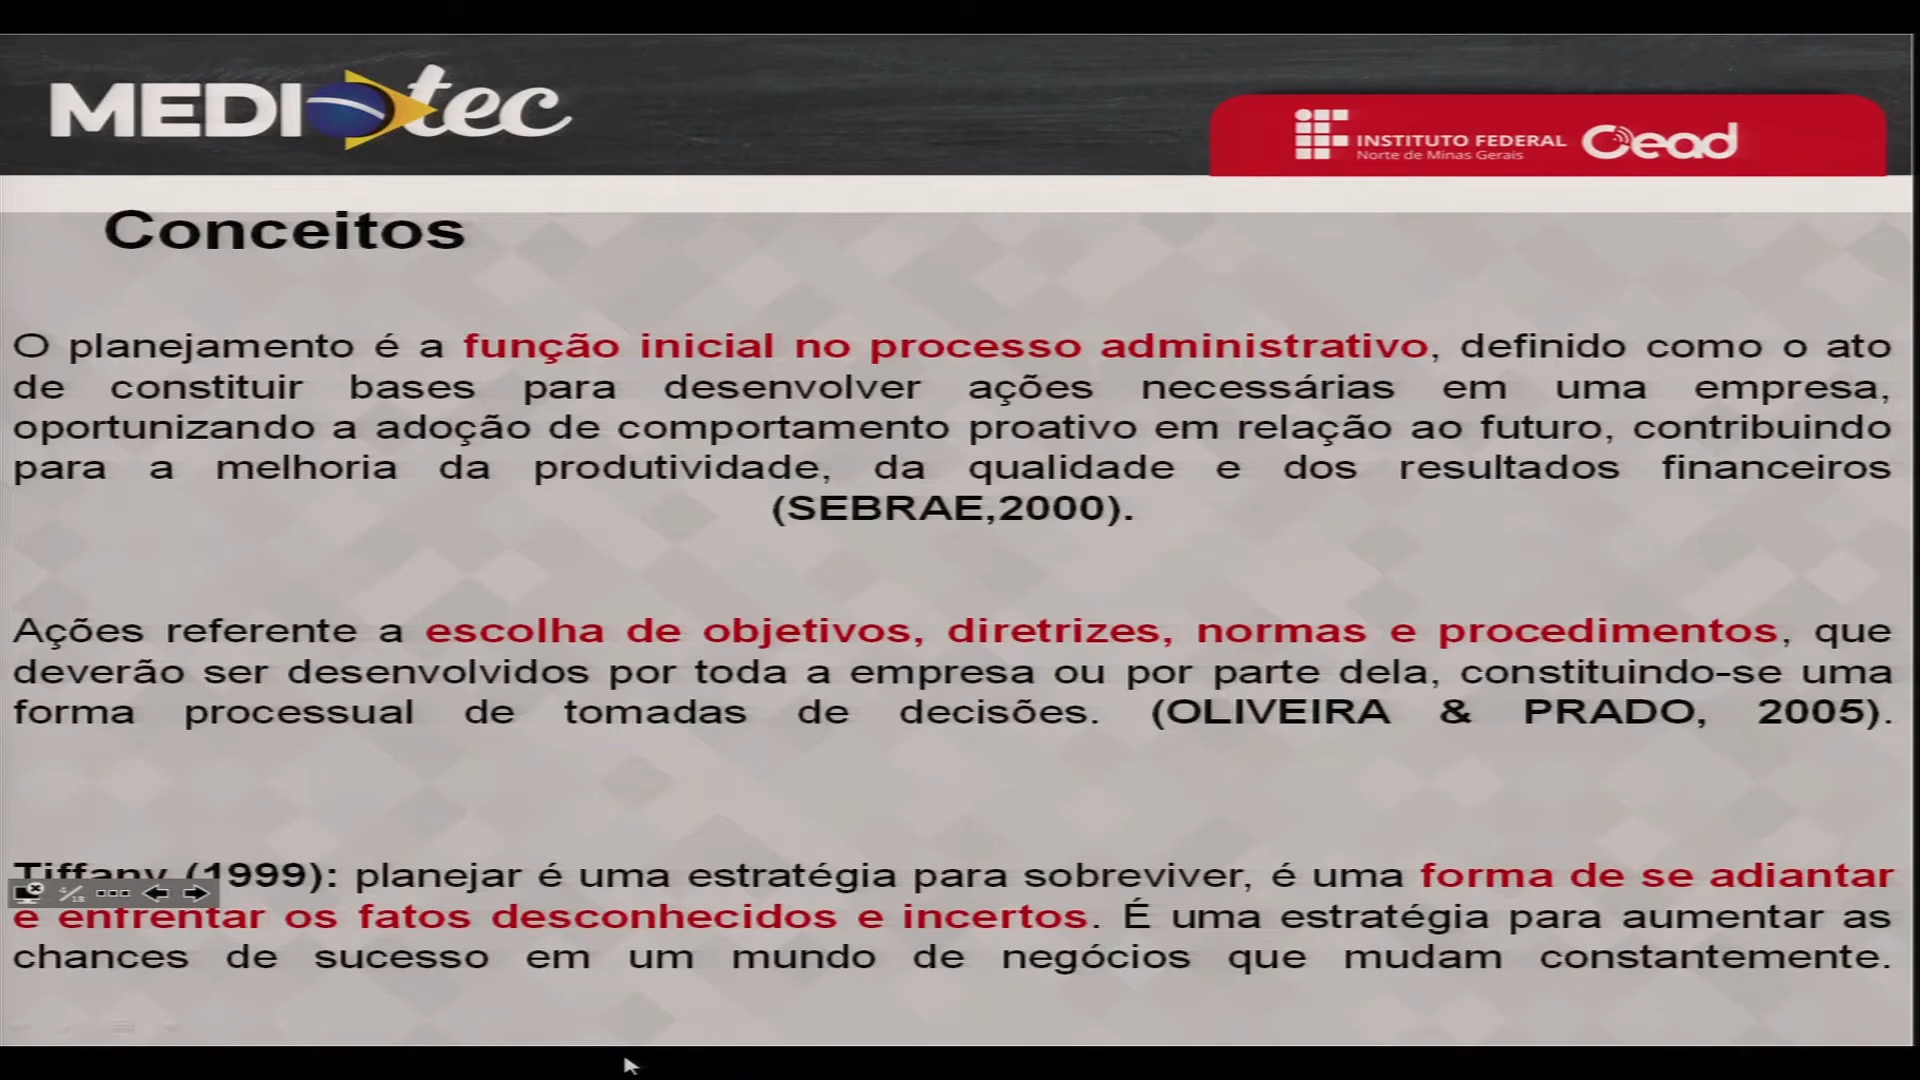 MEDIOtec
INSTITUTO FEDERAL
Norte de Minas Gerais
Cead
Conceitos
O planejamento é a função inicial no processo administrativo, definido como o ato
de constituir bases para desenvolver ações necessárias em uma empresa,
oportunizando a adoção de comportamento proativo em relação ao futuro, contribuindo
para a melhoria da produtividade, da qualidade e dos resultados financeiros
(SEBRAE,2000).
Ações referente a escolha de objetivos, diretrizes, normas e procedimentos, que
deverão ser desenvolvidos por toda a empresa ou por parte dela, constituindo-se uma
forma processual de tomadas de decisões. (OLIVEIRA & PRADO, 2005).
Tiffany (1999): planejar é uma estratégia para sobreviver, é uma forma de se adiantar
4/18
e enfrentar os fatos desconhecidos e incertos. É uma estratégia para aumentar as
chances de sucesso em um mundo de negócios que mudam constantemente.